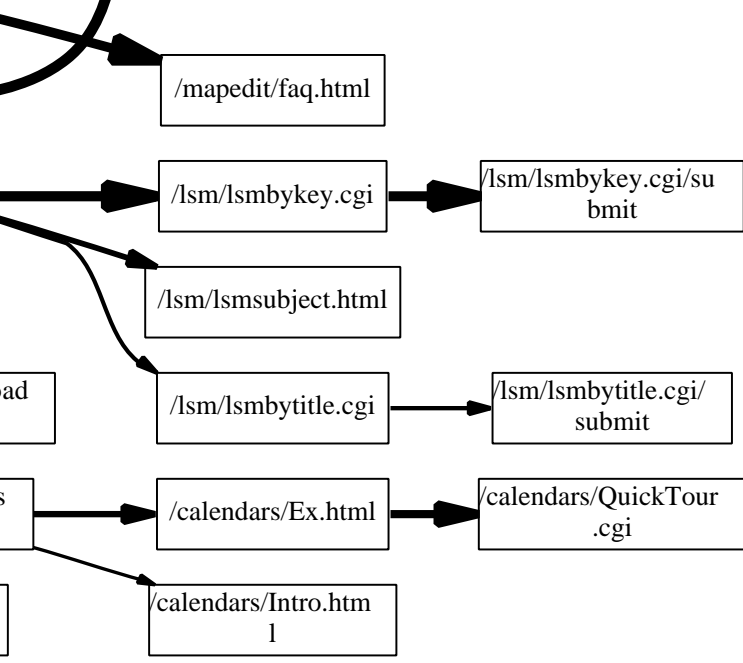 /mapedit/faq.html
/lsm/lsmbykey.cgi
/lsm/lsmbykey.cgi/su
bmit
/lsm/lsmsubject.html
/lsm/lsmbytitle.cgi
/lsm/lsmbytitle.cgi/
submit
/calendars/Ex.html
/calendars/QuickTour
.cgi
/calendars/Intro.htm
l